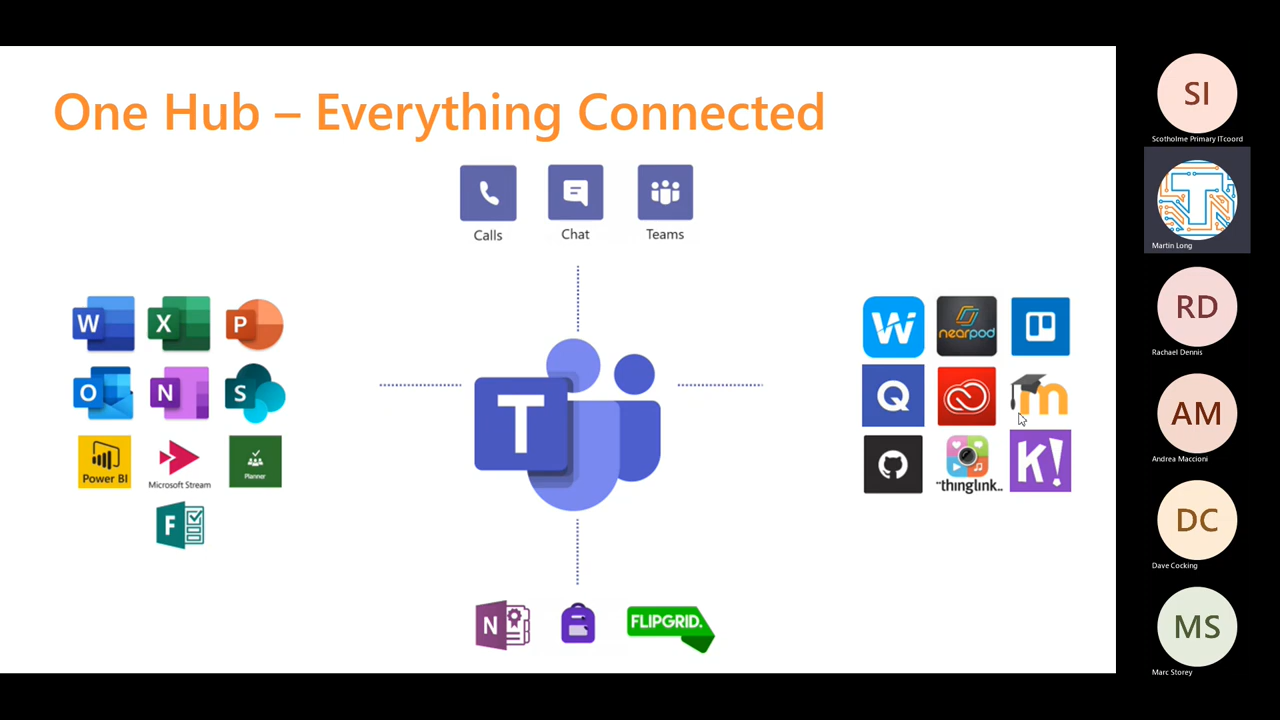 One Hub – Everything Connected
Calls
Chat
Teams
W
X
P
O
N
S
Power BI
Microsoft Stream
Planner
F
T
W
nearpod
Q
m
"thinglink..
K!
N
FLIPGRID.
SI
Scotholme Primary ITcoord
T
Martin Long
RD
Rachael Dennis
AM
Andrea Maccioni
DC
Dave Cocking
MS
Marc Storey